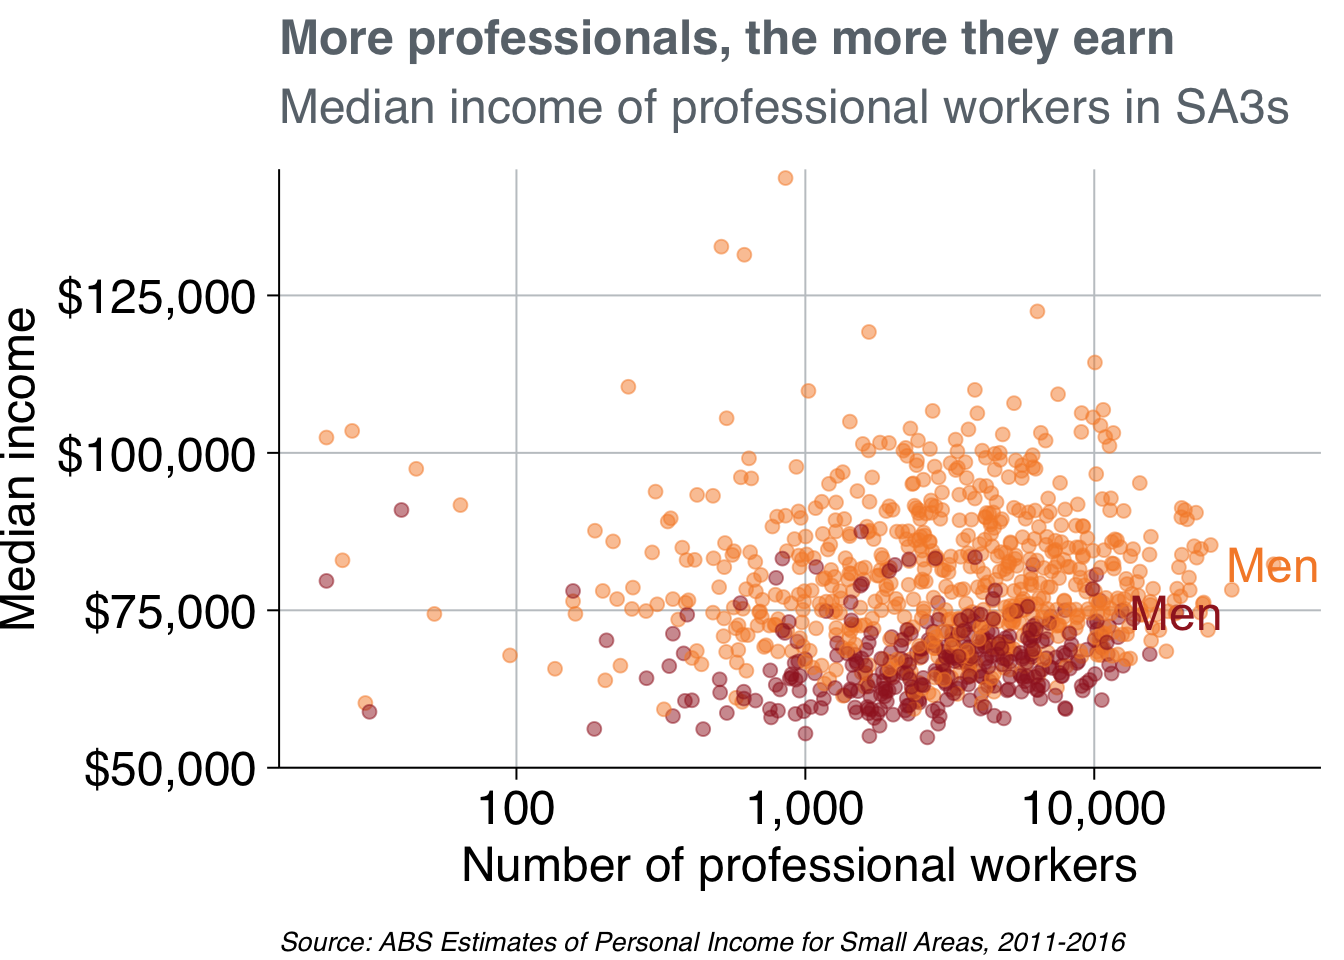 More professionals, the more they earn
Median income of professional workers in SA3s
Median income
$125,000
$100,000
$75,000
$50,000
Men
Men
100
1,000
10,000
Number of professional workers
Source: ABS Estimates of Personal Income for Small Areas, 2011-2016